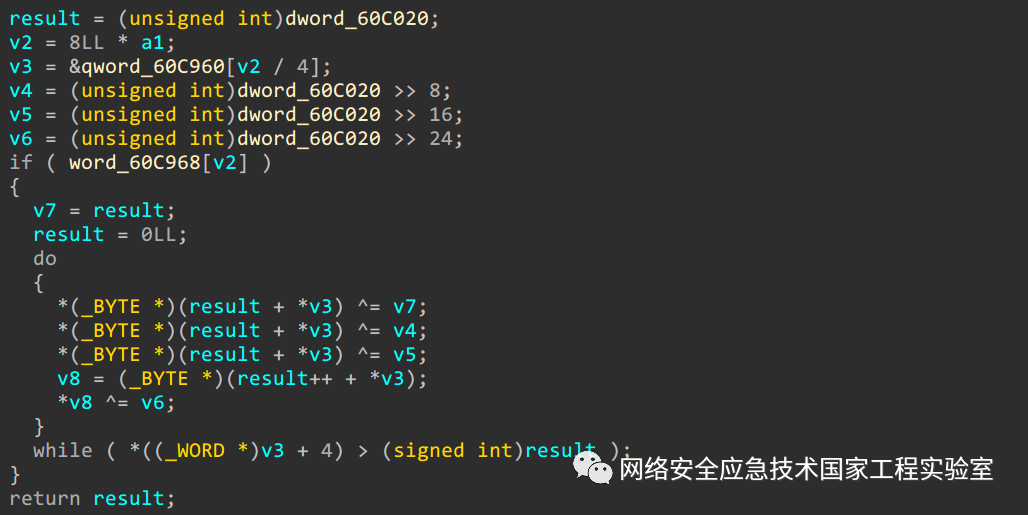 result = (unsigned int)dword_60C020;
v2 = 8LL * a1;
v3 = &qword_60C960[v2 / 4];
v4 = (unsigned int)dword_60C020 >> 8;
v5 = (unsigned int)dword_60C020 >> 16;
v6 = (unsigned int)dword_60C020 >> 24;
if ( word_60C968[v2] )
{
  v7 = result;
  result = 0LL;
  do
  {
    *(_BYTE *)(result + *v3) ^= v7;
    *(_BYTE *)(result + *v3) ^= v4;
    *(_BYTE *)(result + *v3) ^= v5;
    v8 = (_BYTE *)(result++ + *v3);
    *v8 ^= v6;
  }
  while ( *((_WORD *)v3 + 4) > (signed int)result );
网络安全应急技术国家工程实验室
}
return result;